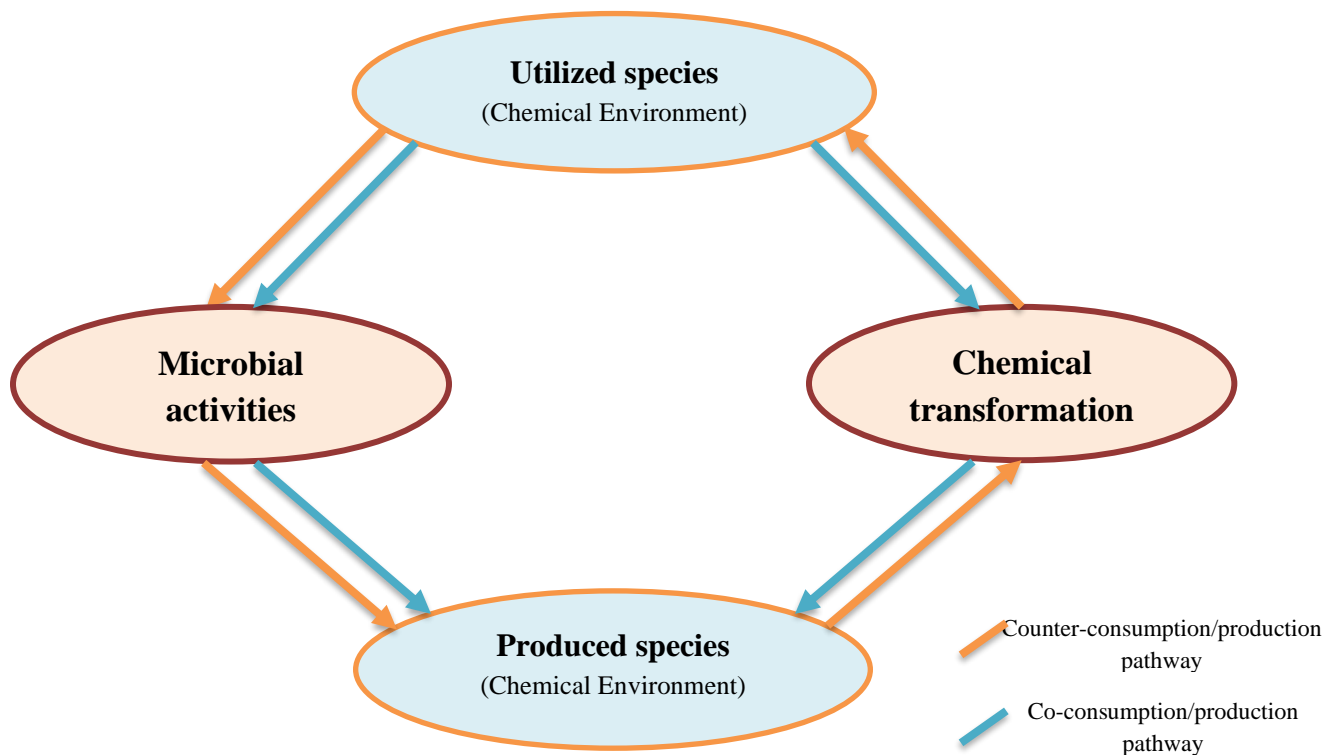 Utilized species
(Chemical Environment)
Microbial
activities
Chemical
transformation
Produced species
(Chemical Environment)
Counter-consumption/production
pathway
Co-consumption/production
pathway